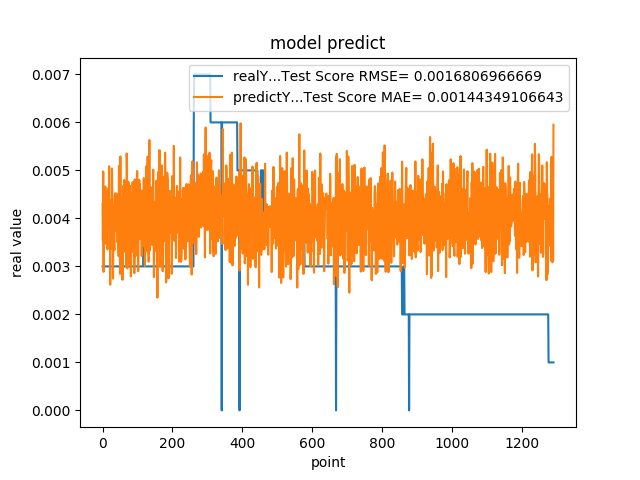 model predict
realY...Test Score RMSE= 0.0016806966669
predictY...Test Score MAE= 0.00144349106643
0.007
0.006
0.005
0.004
0.003
0.002
0.001
0.000
real value
0 200 400 600 800 1000 1200
point